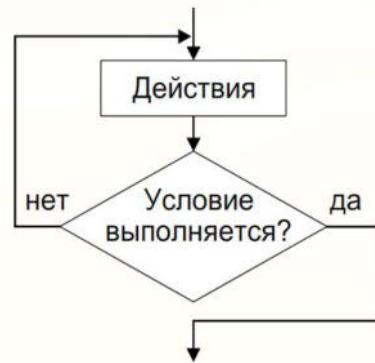 Действия
нет
Условие
выполняется?
да